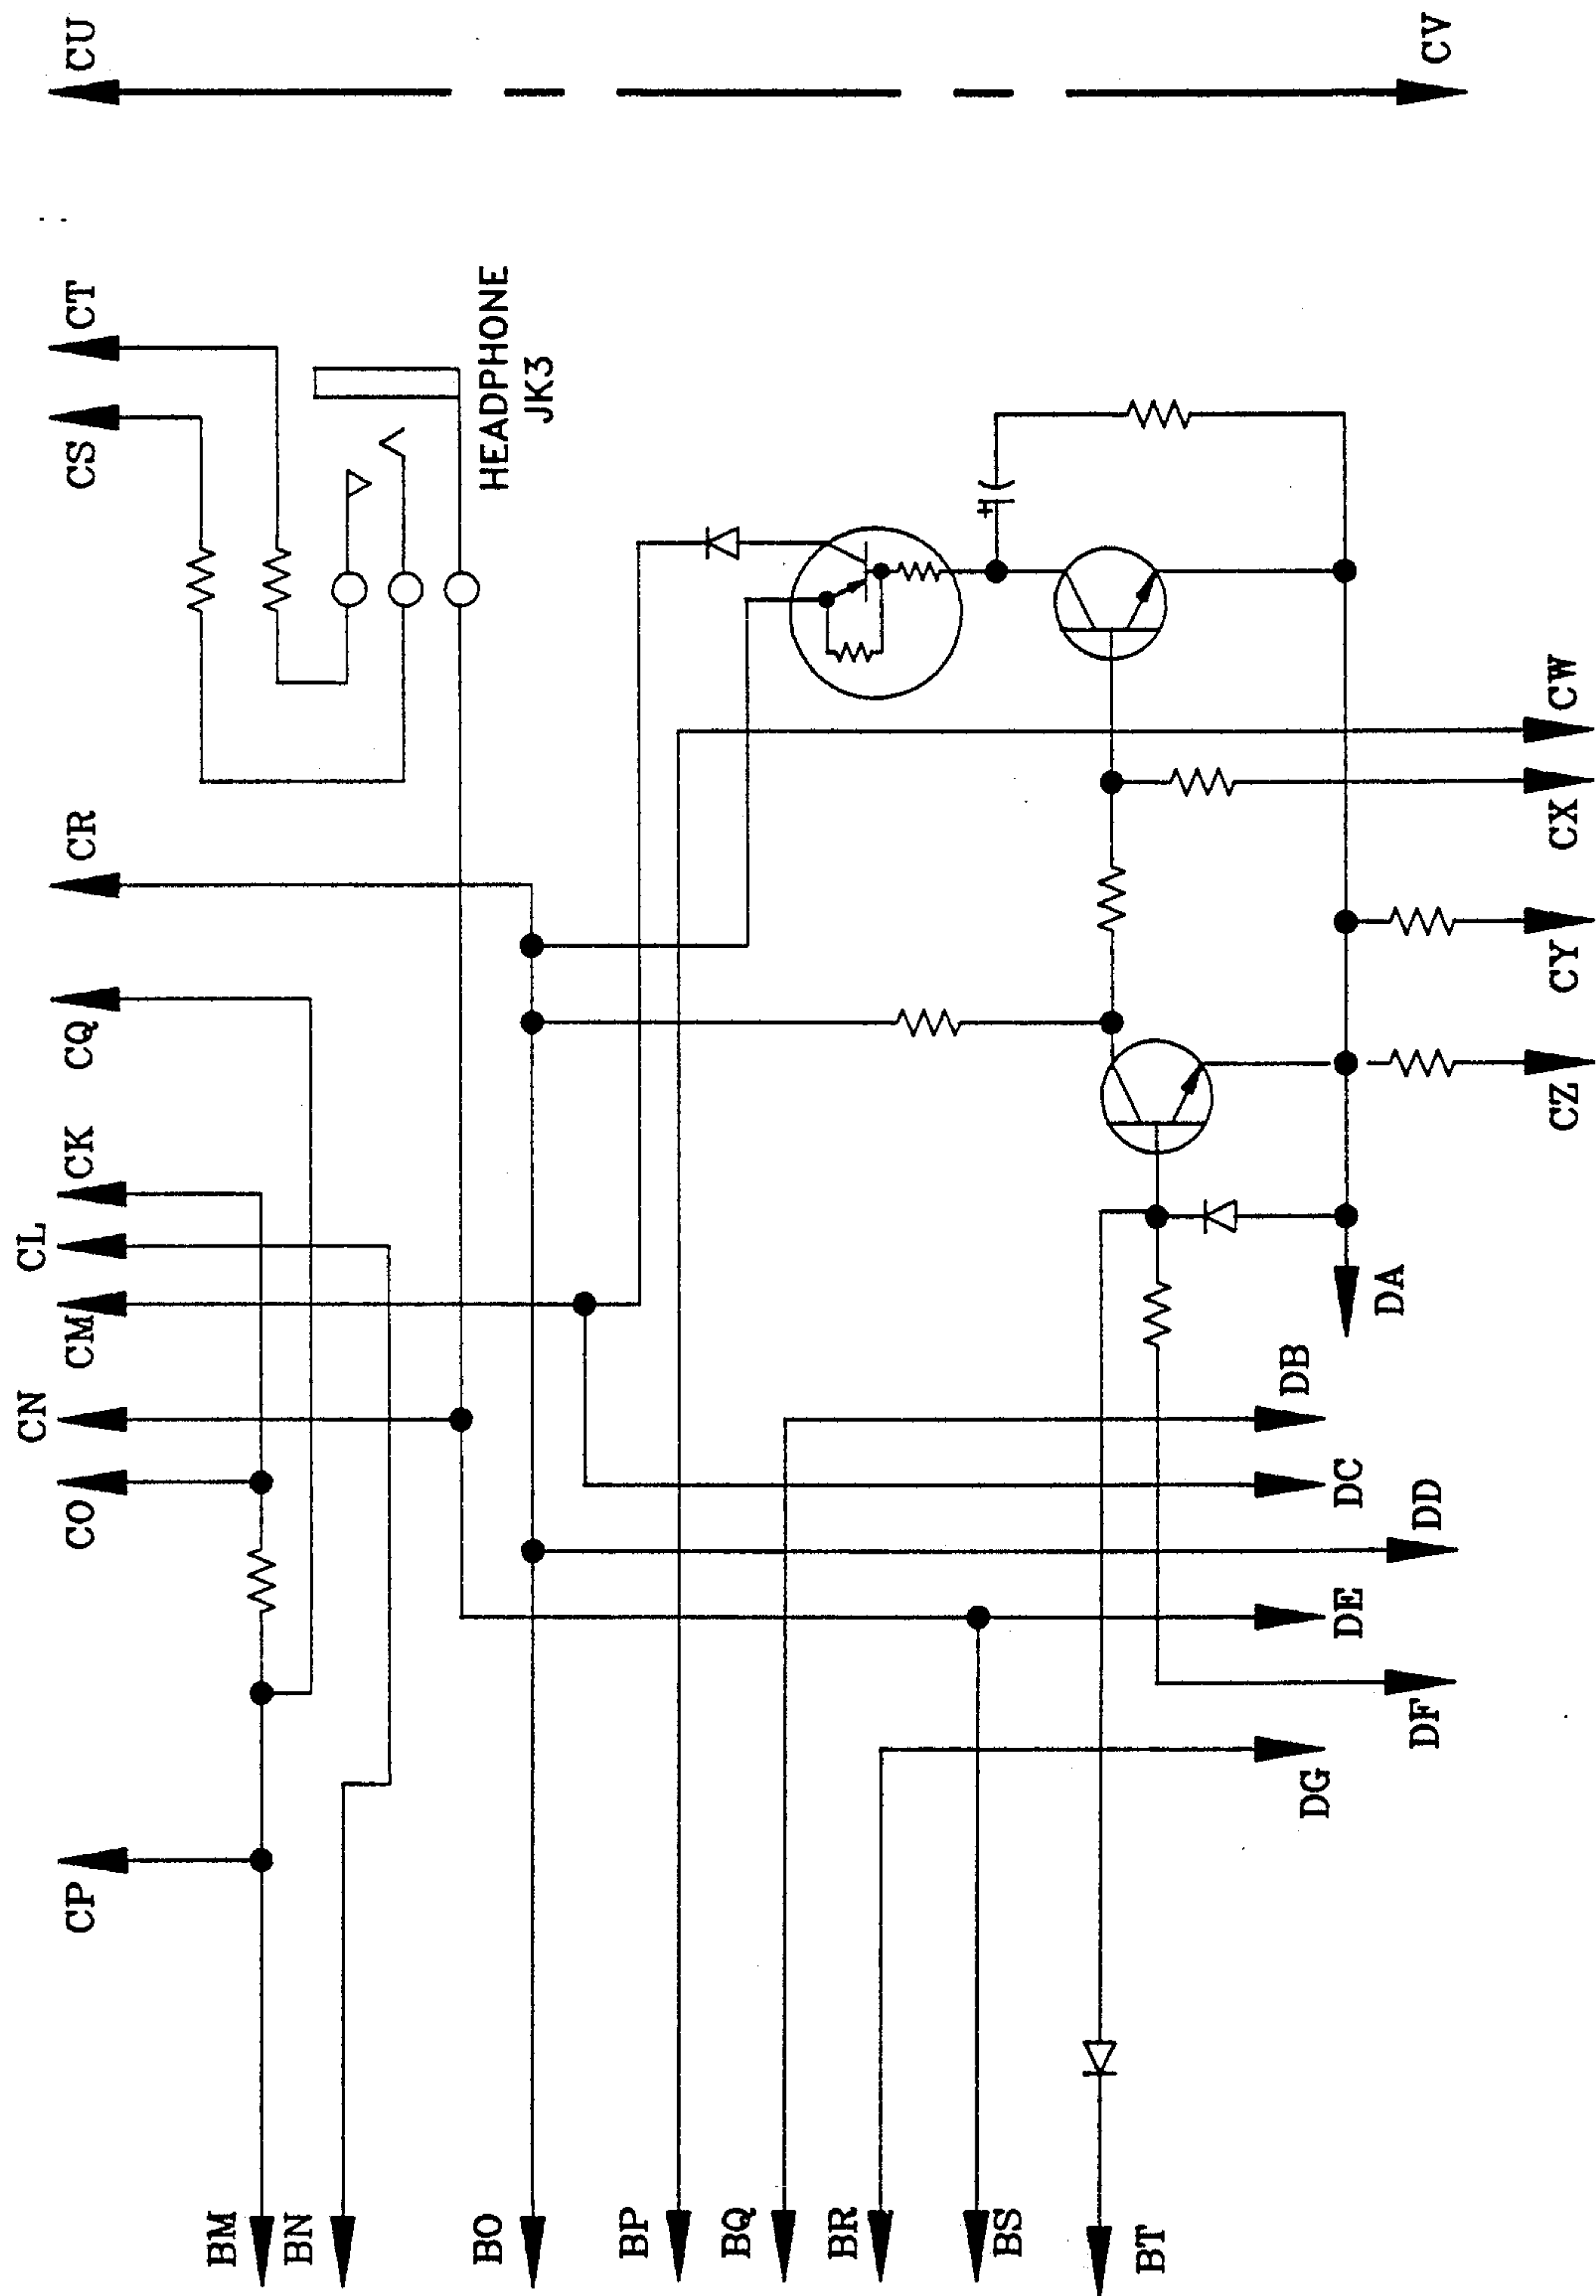 CU
CV
CT
CS
HEADPHONE
JK3
CR
CQ
CK
CL
CM
CN
CO
CP
CW
CX
CY
CZ
DA
DB
DC
DD
DE
DF
DG
BM
BN
BO
BP
BQ
BR
BS
BT
+